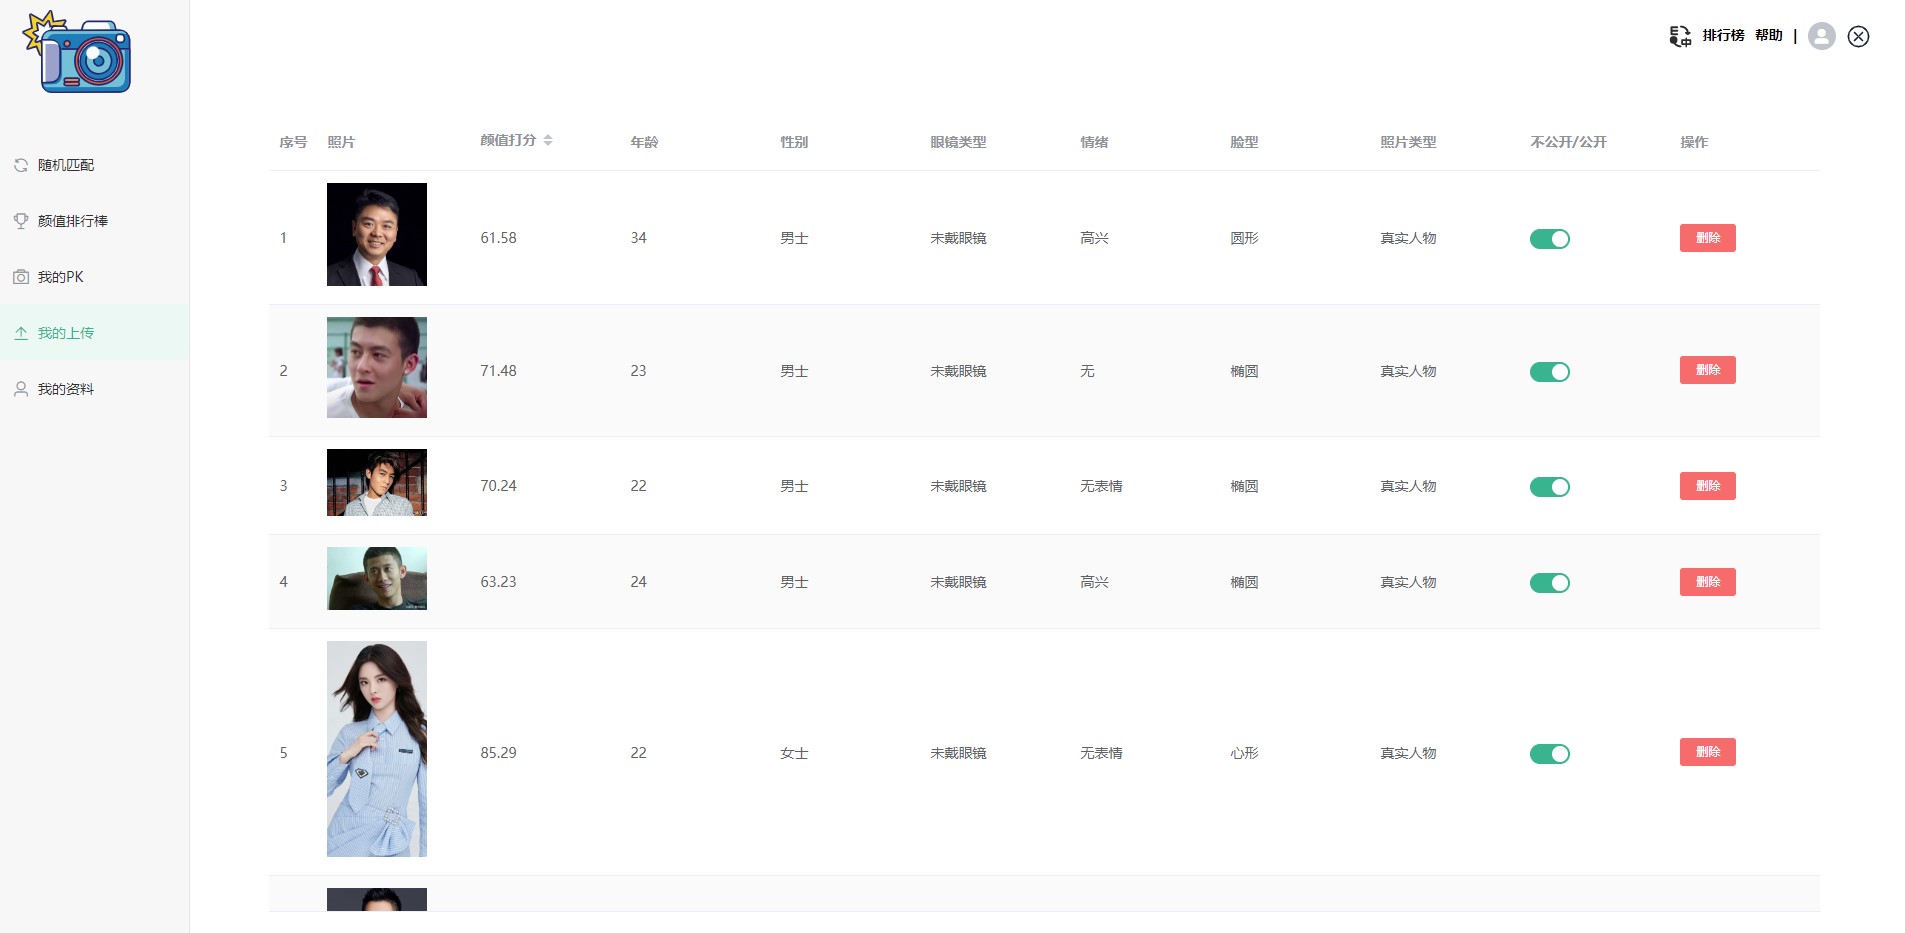 排行榜 帮助 |
随机匹配
颜值排行棒
我的PK
我的上传
我的资料
序号 照片 颜值打分 年龄 性别 眼镜类型 情绪 脸型 照片类型 不公开/公开 操作
1 61.58 34 男士 未戴眼镜 高兴 圆形 真实人物 删除
2 71.48 23 男士 未戴眼镜 无 椭圆 真实人物 删除
3 70.24 22 男士 未戴眼镜 无表情 椭圆 真实人物 删除
4 63.23 24 男士 未戴眼镜 高兴 椭圆 真实人物 删除
5 85.29 22 女士 未戴眼镜 无表情 心形 真实人物 删除